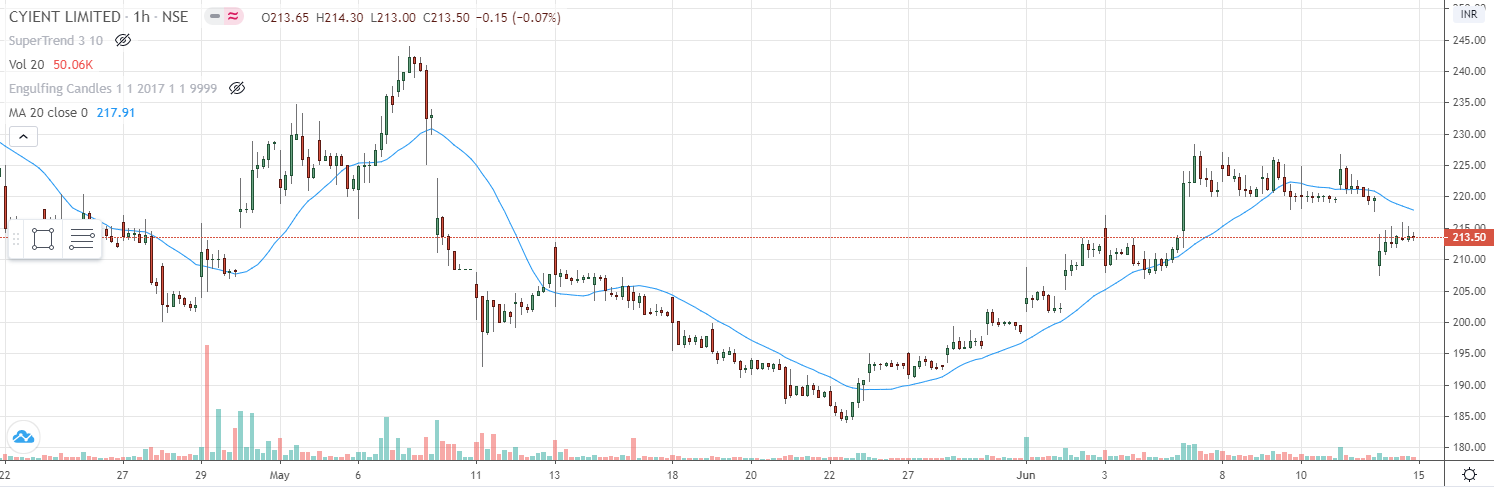 CYIENT LIMITED · 1h · NSE O213.65 H214.30 L213.00 C213.50 −0.15 (−0.07%)
SuperTrend 3 10
Vol 20 50.06K
Engulfing Candles 1 1 2017 1 1 9999
MA 20 close 0 217.91
INR
245.00
240.00
235.00
230.00
225.00
220.00
215.00
213.50
210.00
205.00
200.00
195.00
190.00
185.00
180.00
22 27 29 May 6 11 13 18 20 22 27 Jun 3 8 10 15